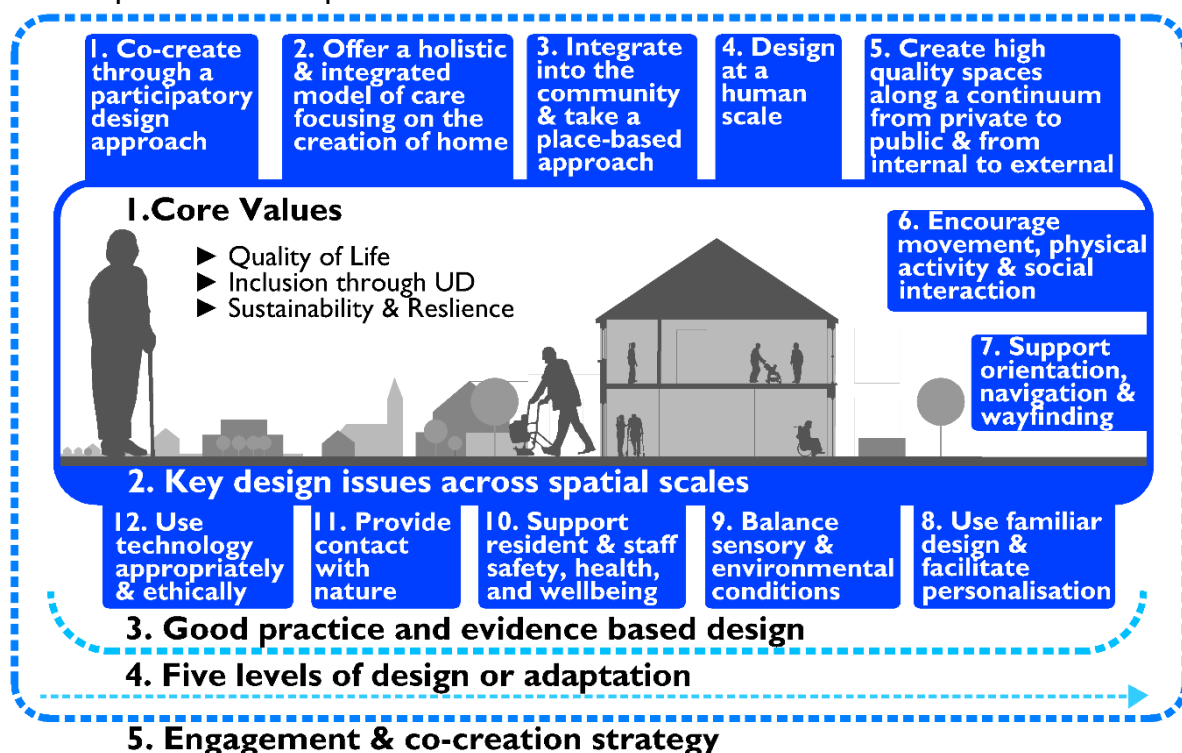 1. Co-create
through a
participatory
design
approach
2. Offer a holistic
& integrated
model of care
focusing on the
creation of home
3. Integrate
into the
community
& take a
place-based
approach
4. Design
at a
human
scale
5. Create high
quality spaces
along a continuum
from private to
public & from
internal to external
1.Core Values
► Quality of Life
► Inclusion through UD
► Sustainability & Reslience
6. Encourage
movement, physical
activity & social
interaction
7. Support
orientation,
navigation &
wayfinding
2. Key design issues across spatial scales
12. Use
technology
appropriately
& ethically
11. Provide
contact
with
nature
10. Support
resident & staff
safety, health,
and wellbeing
9. Balance
sensory &
environmental
conditions
8. Use familiar
design &
facilitate
personalisation
3. Good practice and evidence based design
4. Five levels of design or adaptation
5. Engagement & co-creation strategy